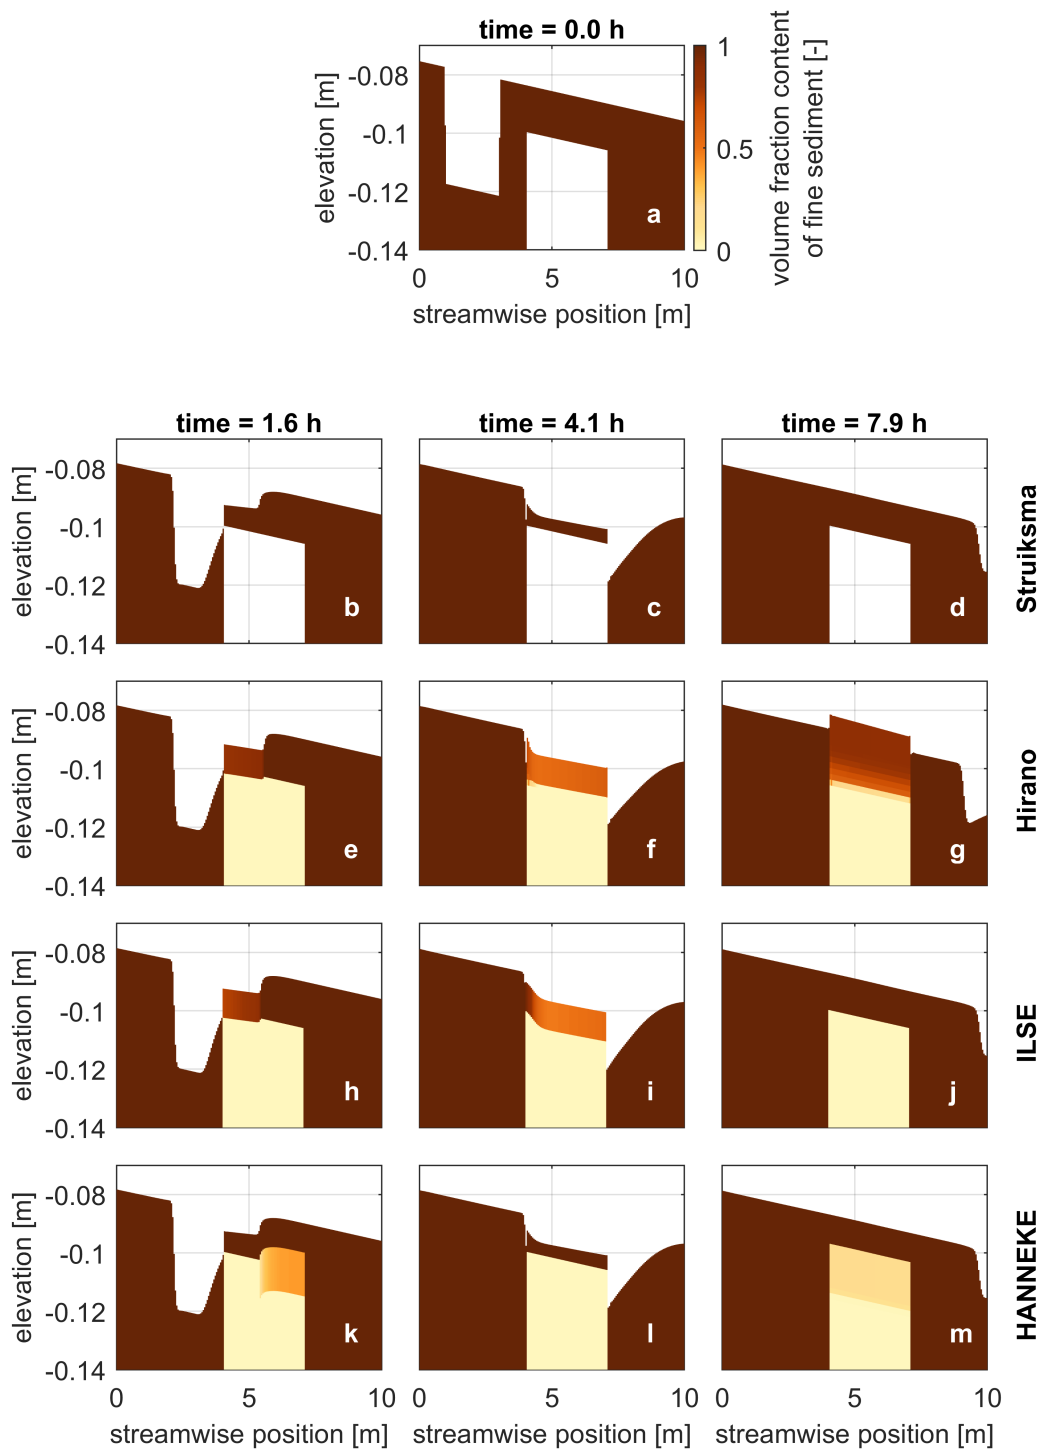 time = 0.0 h
elevation [m]
-0.08
-0.1
-0.12
-0.14
a
0 5 10
streamwise position [m]
1
0.5
0
volume fraction content
of fine sediment [-]
time = 1.6 h time = 4.1 h time = 7.9 h
elevation [m]
-0.08
-0.1
-0.12
-0.14
b c d
Struiksma
elevation [m]
-0.08
-0.1
-0.12
-0.14
e f g
Hirano
elevation [m]
-0.08
-0.1
-0.12
-0.14
h i j
ILSE
elevation [m]
-0.08
-0.1
-0.12
-0.14
k l m
HANNEKE
0 5 10 0 5 10 0 5 10
streamwise position [m] streamwise position [m] streamwise position [m]